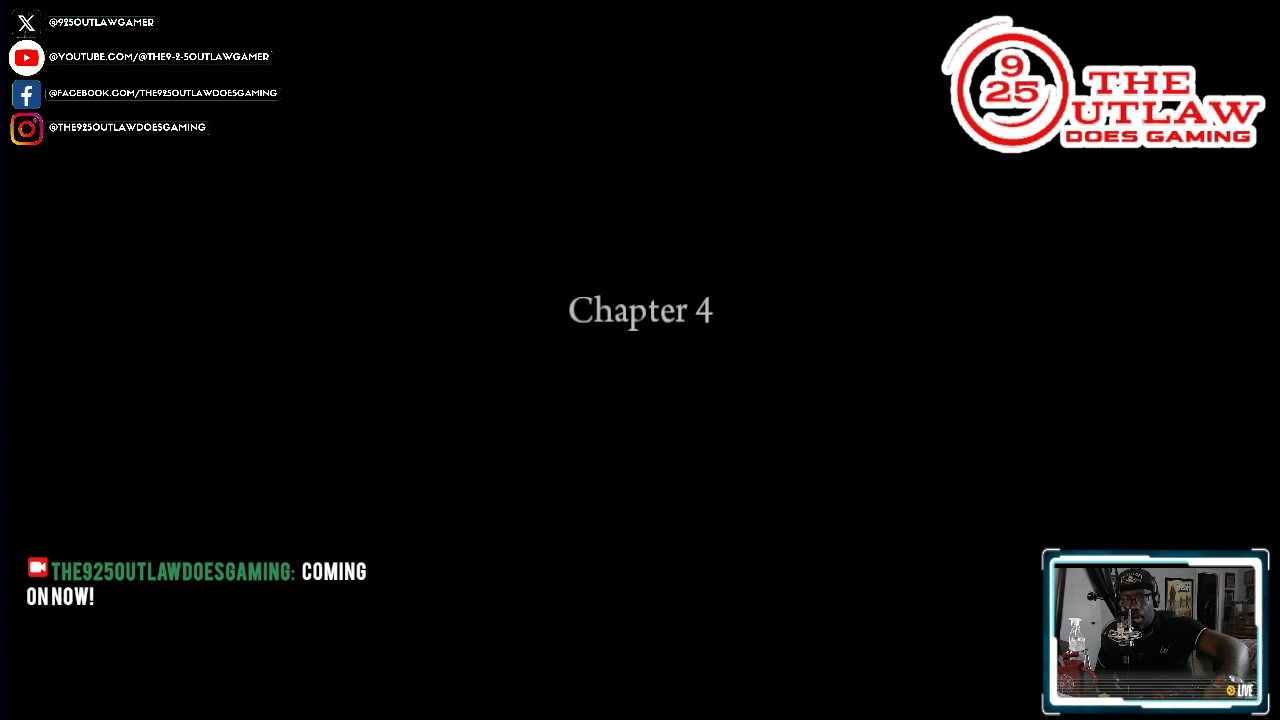 @925OUTLAWGAMER
@YOUTUBE.COM/@THE9-2-5OUTLAWGAMER
@FACEBOOK.COM/THE925OUTLAWDOESGAMING
@THE925OUTLAWDOESGAMING
9
25
THE
OUTLAW
DOES GAMING
Chapter 4
THE925OUTLAWDOESGAMING: COMING
ON NOW!
LIVE